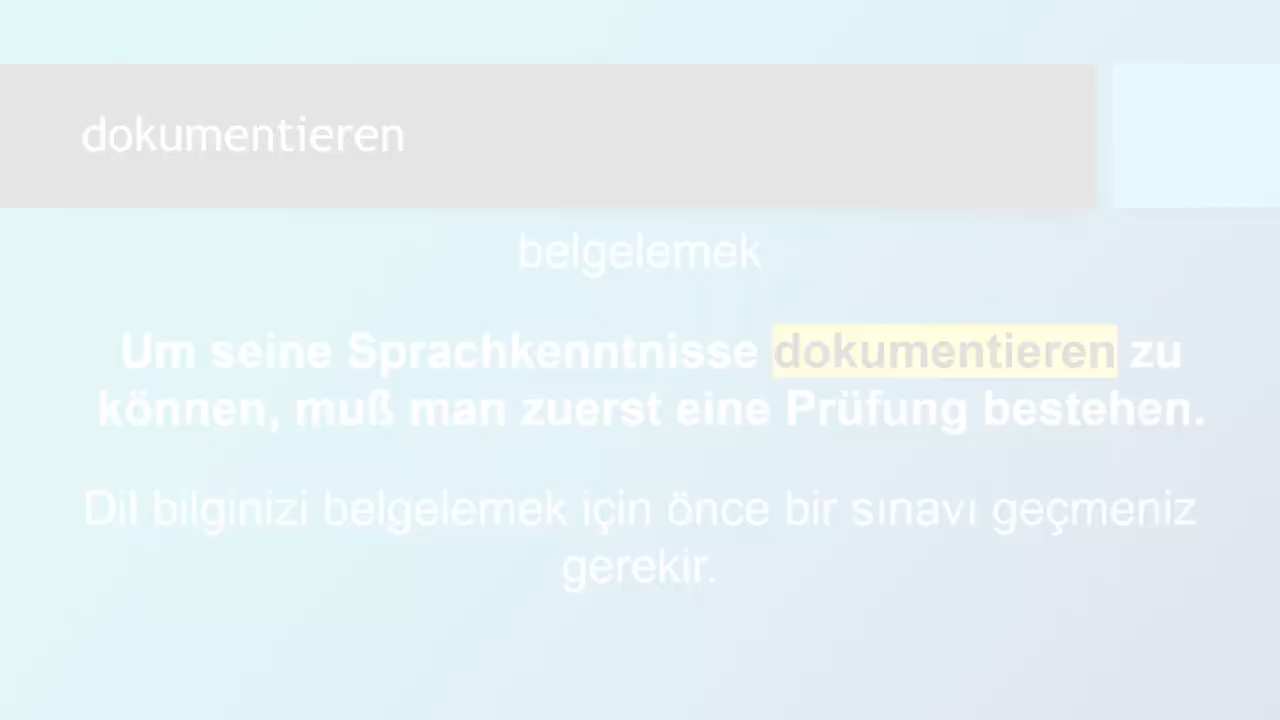 dokumentieren
belgelemek
Um seine Sprachkenntnisse dokumentieren zu
können, muß man zuerst eine Prüfung bestehen.
Dil bilginizi belgelemek için önce bir sınavı geçmeniz
gerekir.